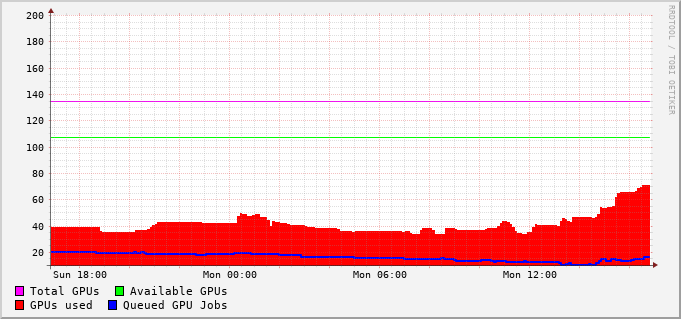 200
180
160
140
120
100
80
60
40
20
Sun 18:00 Mon 00:00 Mon 06:00 Mon 12:00
Total GPUs Available GPUs
GPUs used Queued GPU Jobs
RRDTOOL / TOBI OETIKER